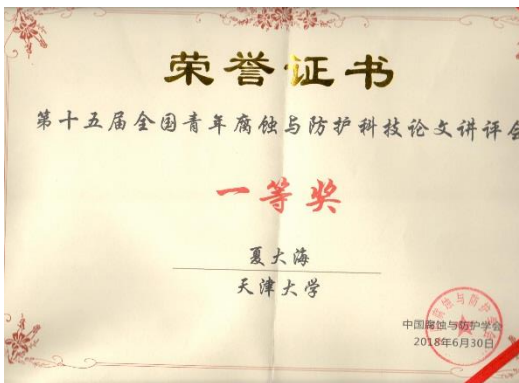 荣誉证书
第十五届全国青年腐蚀与防护科技论文讲评会
一等奖
夏大海
天津大学
中国腐蚀与防护学会
2018年6月30日